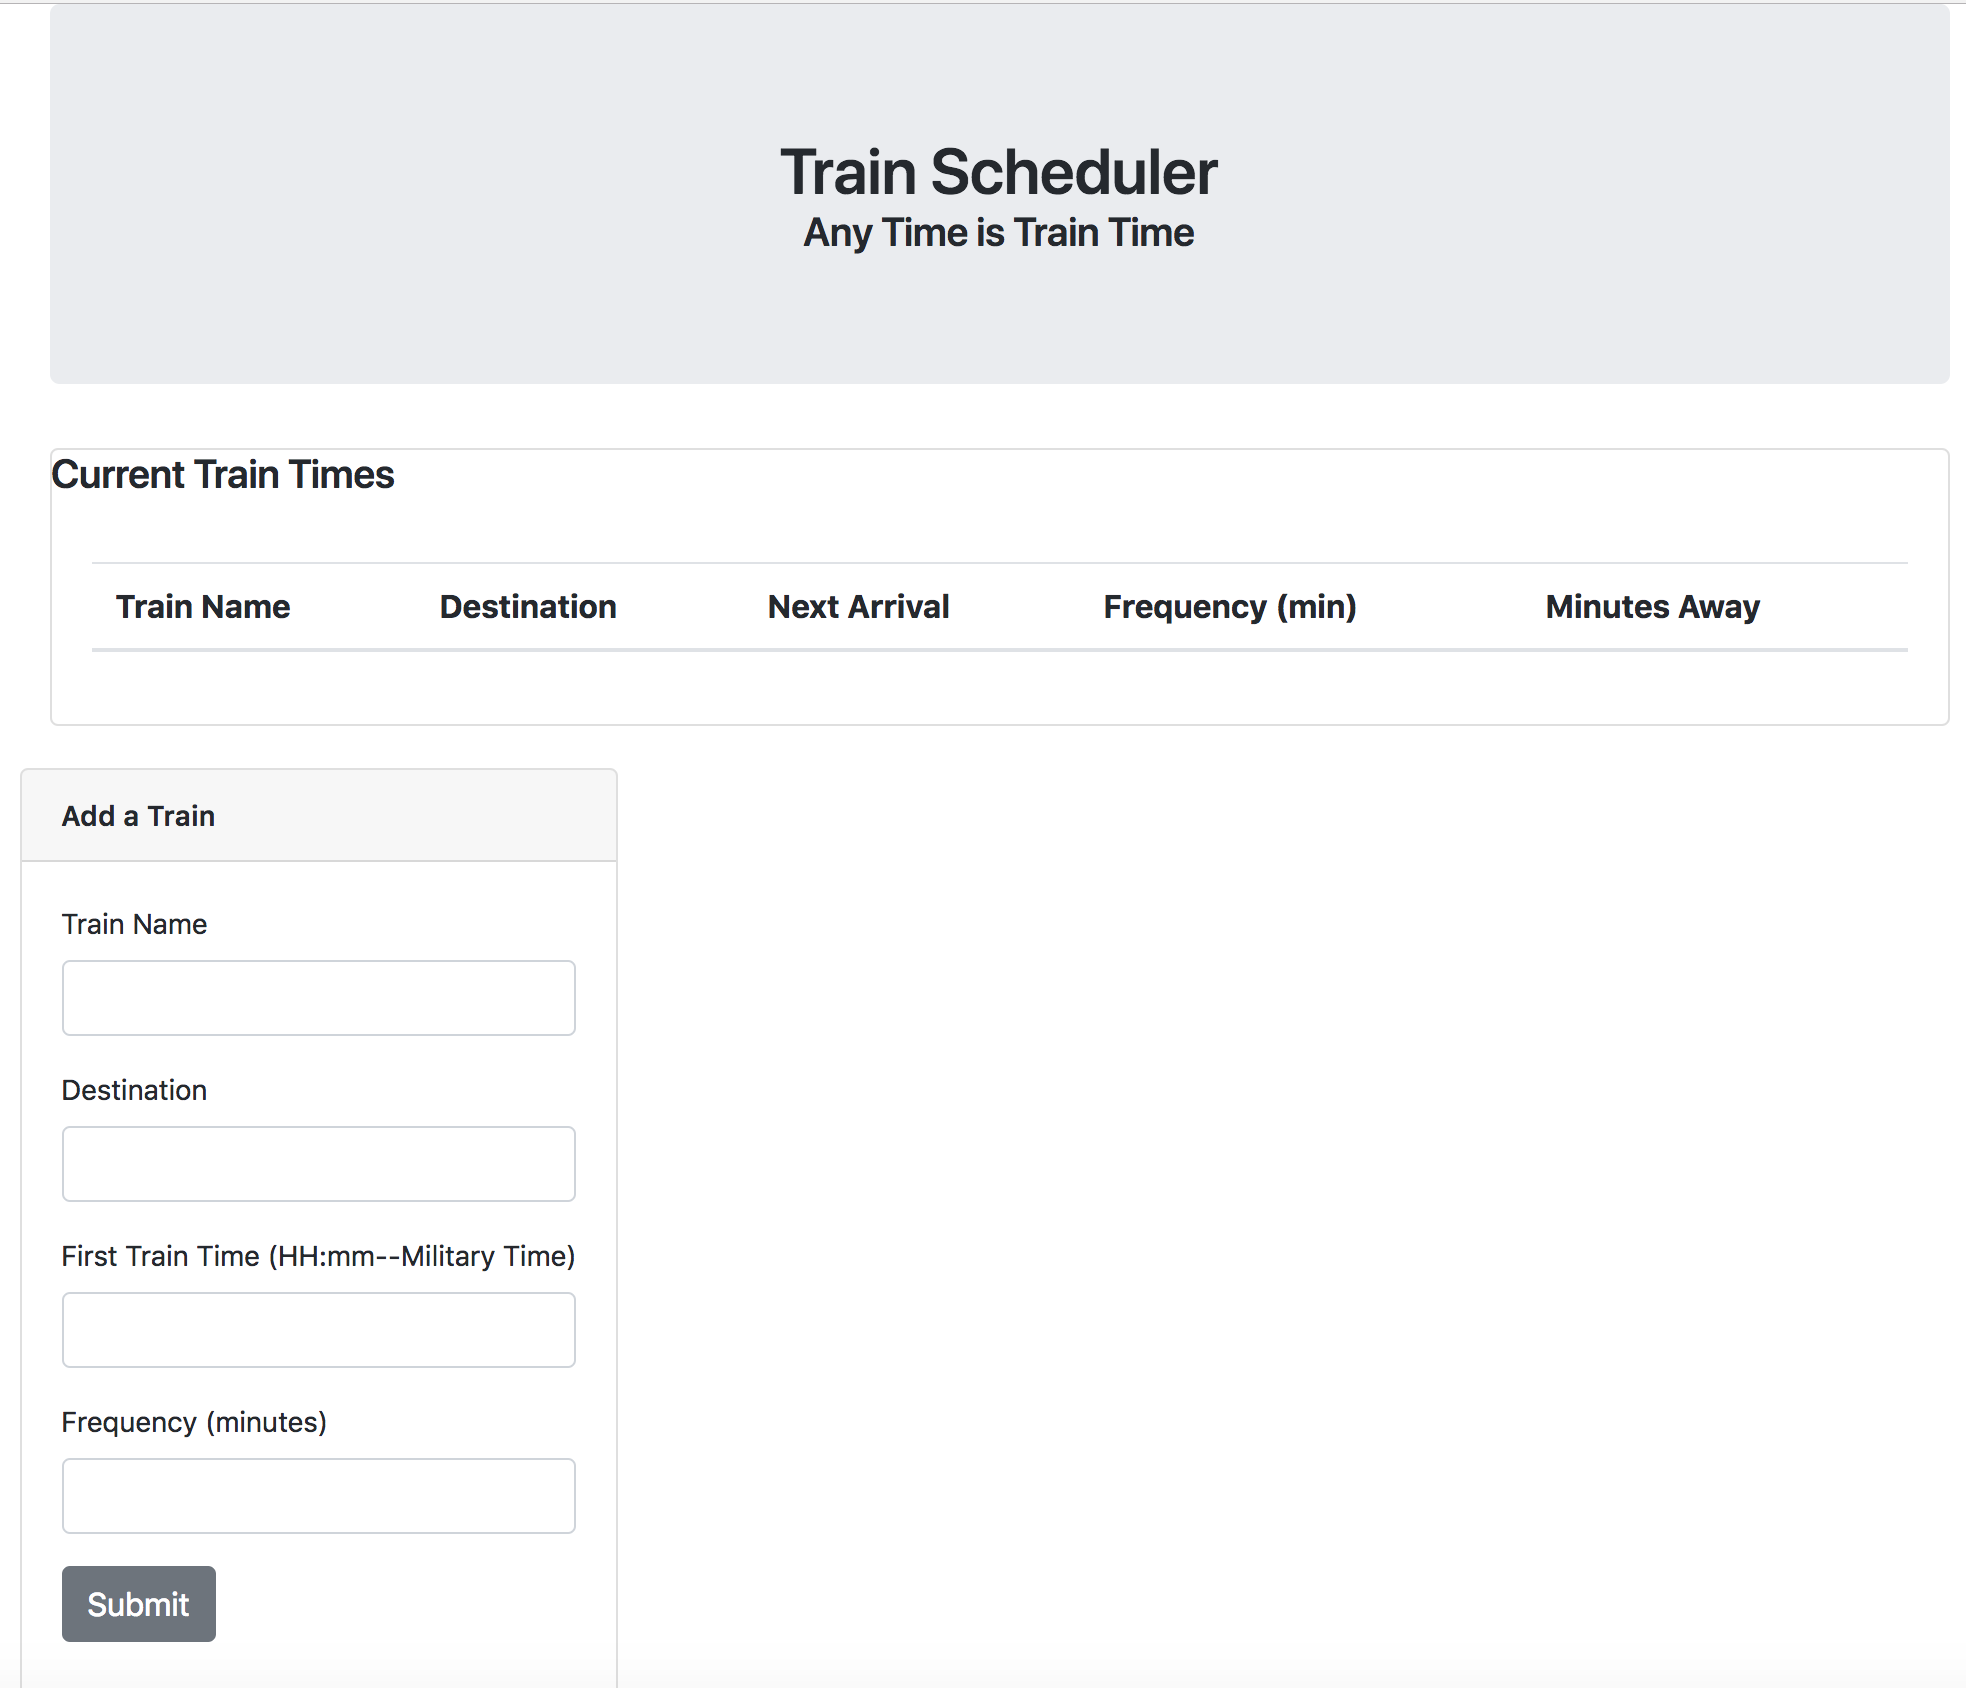 Train Scheduler
Any Time is Train Time
Current Train Times
Train Name Destination Next Arrival Frequency (min) Minutes Away
Add a Train
Train Name
Destination
First Train Time (HH:mm--Military Time)
Frequency (minutes)
Submit